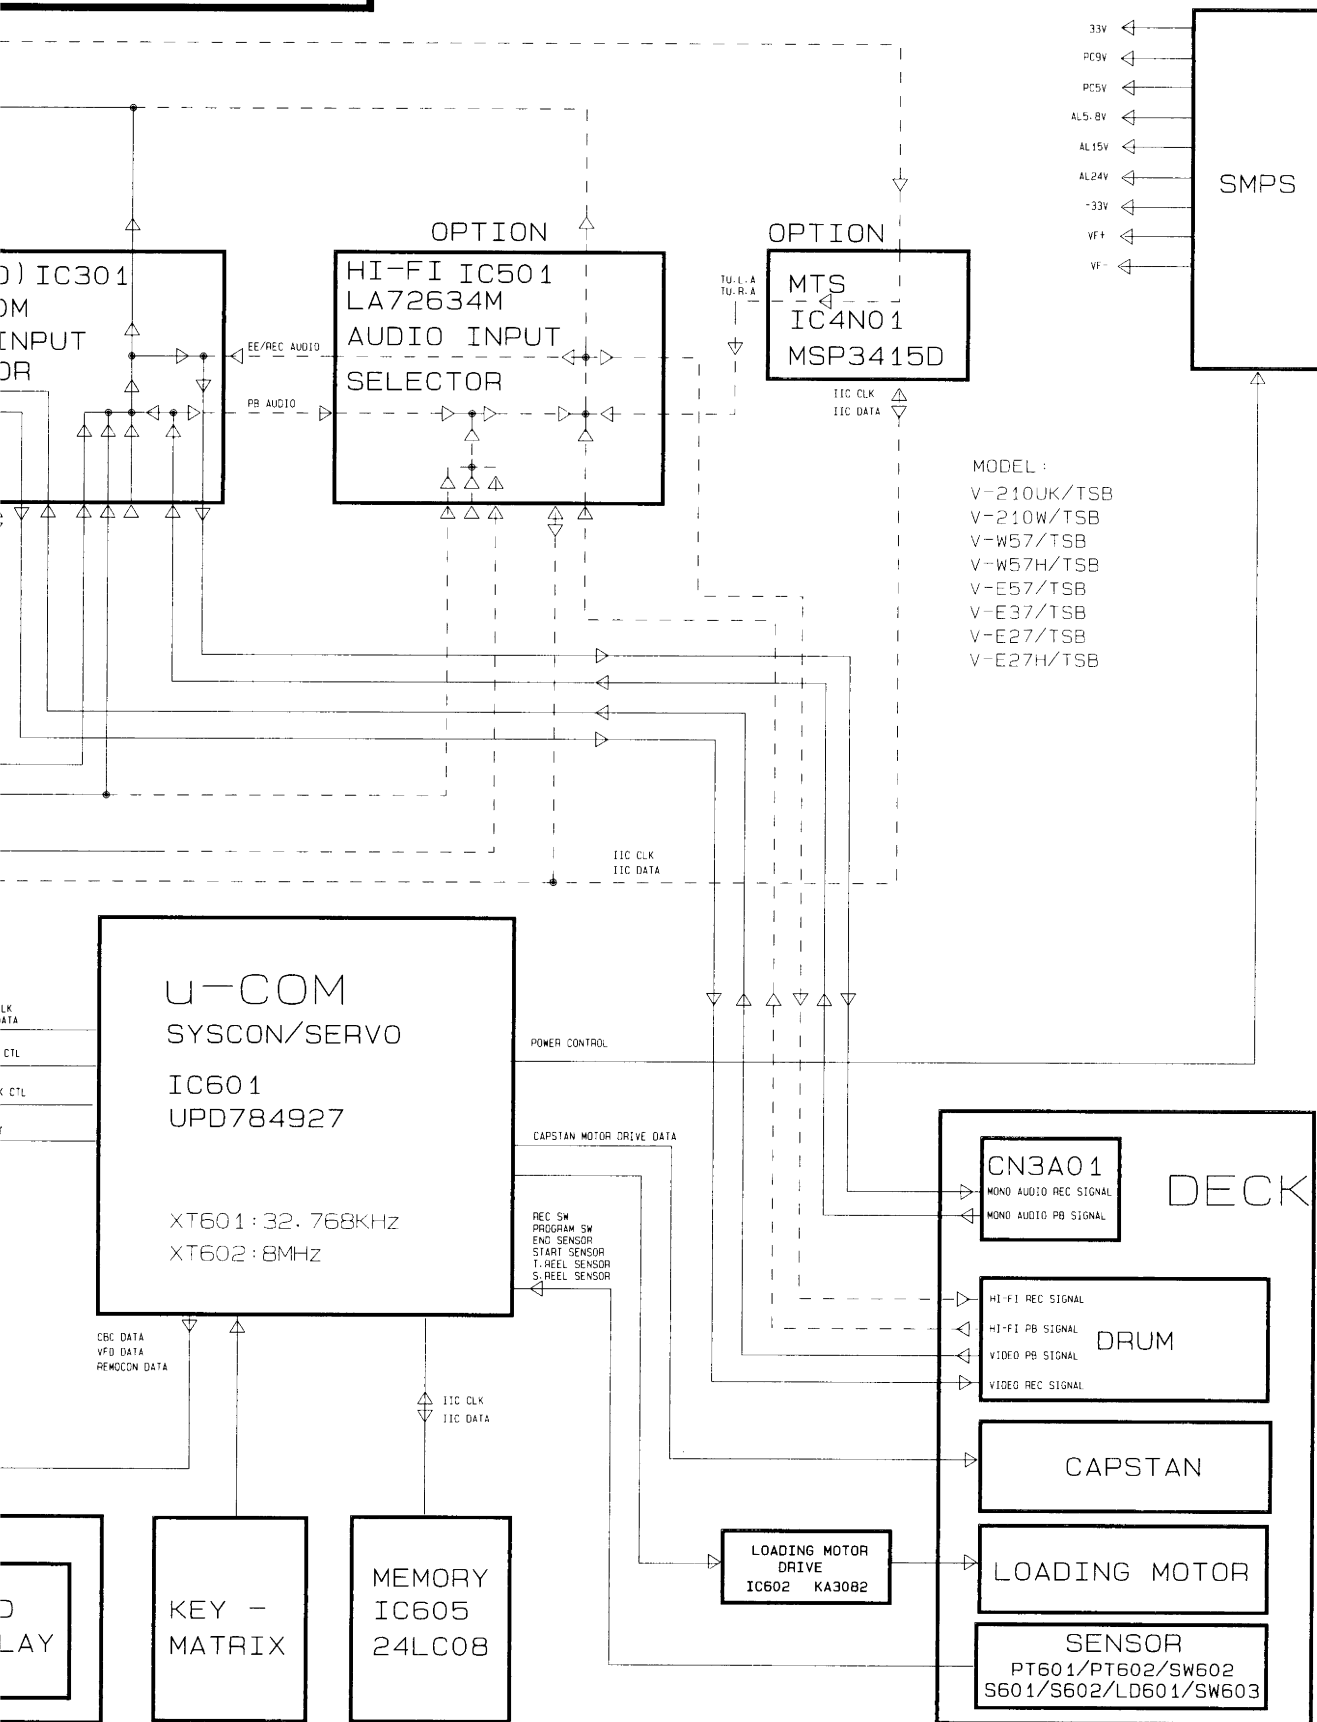 33V
PC9V
PC5V
AL5.8V
AL15V
AL24V
-33V
VF+
VF-
SMPS
OPTION
OPTION
) IC301
OM
INPUT
OR
HI-FI IC501
LA72634M
AUDIO INPUT
SELECTOR
EE/REC AUDIO
PB AUDIO
TU.L.A
TU.R.A
MTS
IC4N01
MSP3415D
IIC CLK
IIC DATA
MODEL :
V-210UK/TSB
V-210W/TSB
V-W57/TSB
V-W57H/TSB
V-E57/TSB
V-E37/TSB
V-E27/TSB
V-E27H/TSB
IIC CLK
IIC DATA
u-COM
SYSCON/SERVO
IC601
UPD784927
XT601:32.768KHz
XT602:8MHz
LK
ATA
CTL
K CTL
POWER CONTROL
CAPSTAN MOTOR DRIVE DATA
REC SW
PROGRAM SW
END SENSOR
START SENSOR
T.REEL SENSOR
S.REEL SENSOR
CBC DATA
VFD DATA
REMOCON DATA
IIC CLK
IIC DATA
DECK
CN3A01
MONO AUDIO REC SIGNAL
MONO AUDIO PB SIGNAL
HI-FI REC SIGNAL
HI-FI PB SIGNAL
DRUM
VIDEO PB SIGNAL
VIDEO REC SIGNAL
CAPSTAN
LOADING MOTOR
DRIVE
IC602 KA3082
LOADING MOTOR
SENSOR
PT601/PT602/SW602
S601/S602/LD601/SW603
LAY
KEY -
MATRIX
MEMORY
IC605
24LC08